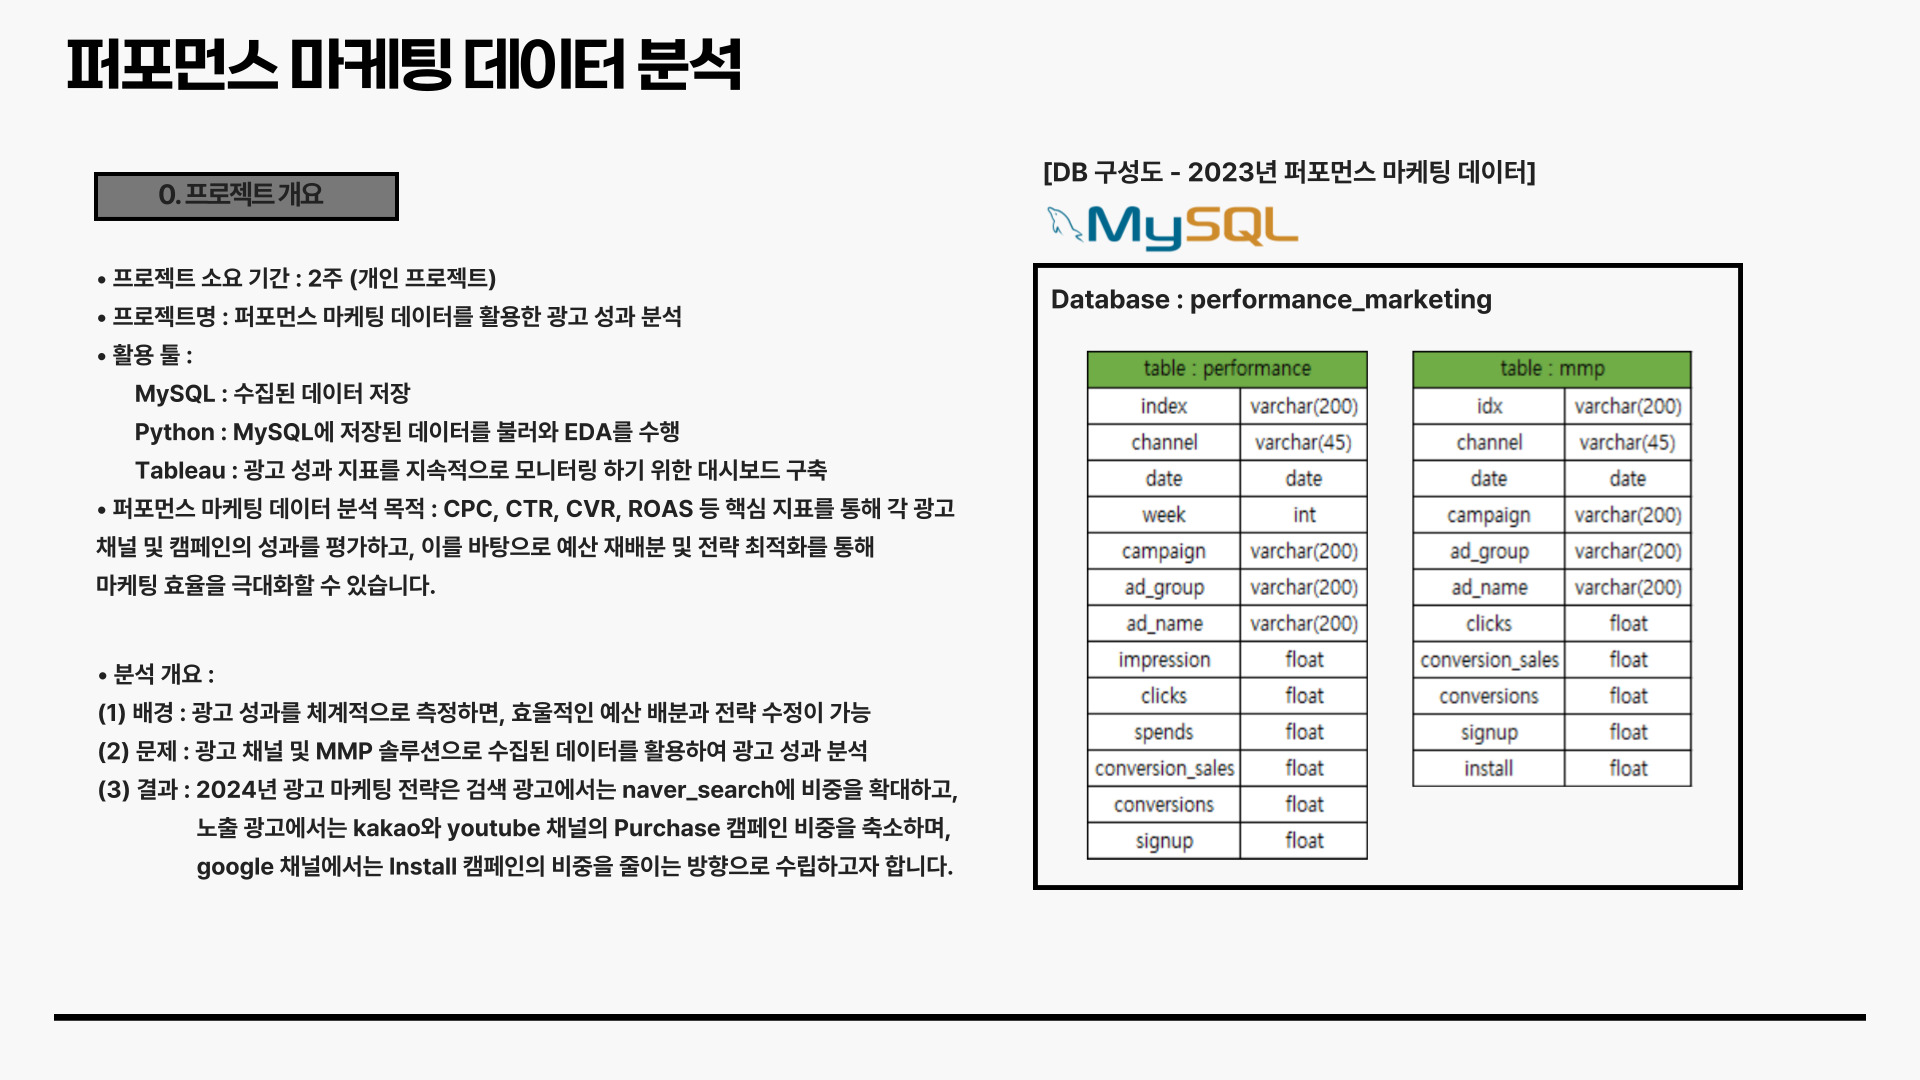 퍼포먼스 마케팅 데이터 분석
0. 프로젝트 개요
• 프로젝트 소요 기간 : 2주 (개인 프로젝트)
• 프로젝트명 : 퍼포먼스 마케팅 데이터를 활용한 광고 성과 분석
• 활용 툴 :
MySQL : 수집된 데이터 저장
Python : MySQL에 저장된 데이터를 불러와 EDA를 수행
Tableau : 광고 성과 지표를 지속적으로 모니터링 하기 위한 대시보드 구축
• 퍼포먼스 마케팅 데이터 분석 목적 : CPC, CTR, CVR, ROAS 등 핵심 지표를 통해 각 광고
채널 및 캠페인의 성과를 평가하고, 이를 바탕으로 예산 재배분 및 전략 최적화를 통해
마케팅 효율을 극대화할 수 있습니다.
• 분석 개요 :
(1) 배경 : 광고 성과를 체계적으로 측정하면, 효울적인 예산 배분과 전략 수정이 가능
(2) 문제 : 광고 채널 및 MMP 솔루션으로 수집된 데이터를 활용하여 광고 성과 분석
(3) 결과 : 2024년 광고 마케팅 전략은 검색 광고에서는 naver_search에 비중을 확대하고,
노출 광고에서는 kakao와 youtube 채널의 Purchase 캠페인 비중을 축소하며,
google 채널에서는 Install 캠페인의 비중을 줄이는 방향으로 수립하고자 합니다.
[DB 구성도 - 2023년 퍼포먼스 마케팅 데이터]
MySQL
Database : performance_marketing
table : performance
index varchar(200)
channel varchar(45)
date date
week int
campaign varchar(200)
ad_group varchar(200)
ad_name varchar(200)
impression float
clicks float
spends float
conversion_sales float
conversions float
signup float
table : mmp
idx varchar(200)
channel varchar(45)
date date
campaign varchar(200)
ad_group varchar(200)
ad_name varchar(200)
clicks float
conversion_sales float
conversions float
signup float
install float